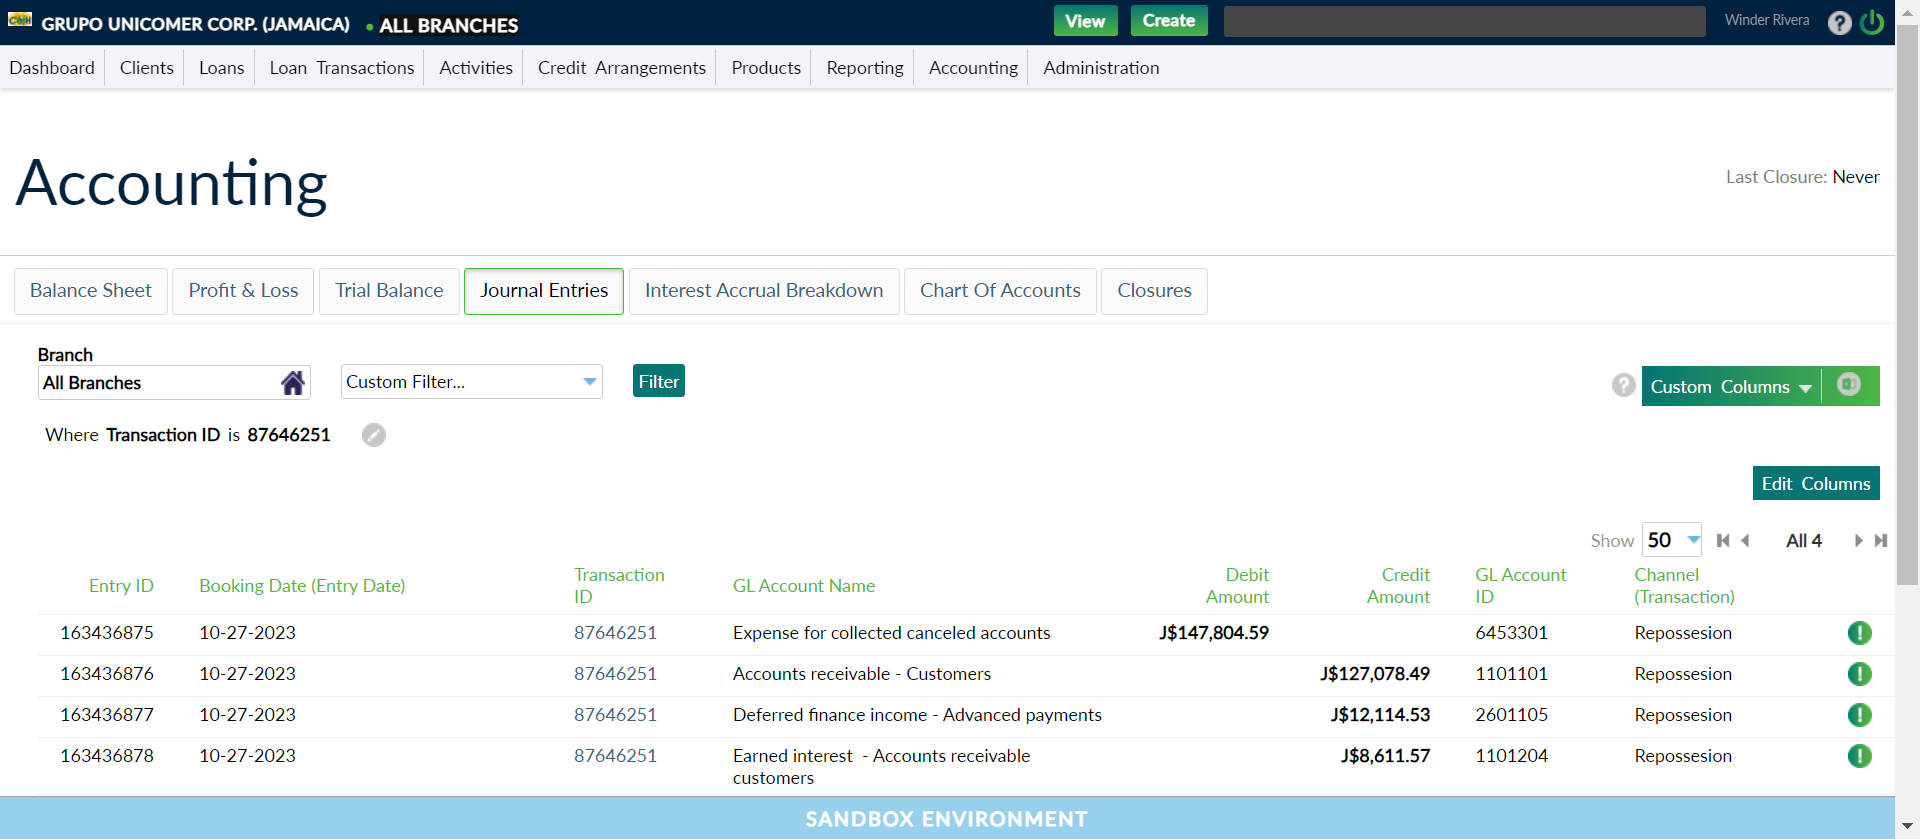 CASH
GRUPO UNICOMER CORP. (JAMAICA) • ALL BRANCHES View Create Winder Rivera ?
Dashboard Clients Loans Loan Transactions Activities Credit Arrangements Products Reporting Accounting Administration
Accounting
Last Closure: Never
Balance Sheet Profit & Loss Trial Balance Journal Entries Interest Accrual Breakdown Chart Of Accounts Closures
Branch
All Branches Custom Filter... Filter ? Custom Columns
Where Transaction ID is 87646251
Edit Columns
Show 50 All 4
Entry ID Booking Date (Entry Date) Transaction ID GL Account Name Debit Amount Credit Amount GL Account ID Channel (Transaction)
163436875 10-27-2023 87646251 Expense for collected canceled accounts J$147,804.59 6453301 Repossesion
163436876 10-27-2023 87646251 Accounts receivable - Customers J$127,078.49 1101101 Repossesion
163436877 10-27-2023 87646251 Deferred finance income - Advanced payments J$12,114.53 2601105 Repossesion
163436878 10-27-2023 87646251 Earned interest - Accounts receivable customers J$8,611.57 1101204 Repossesion
SANDBOX ENVIRONMENT